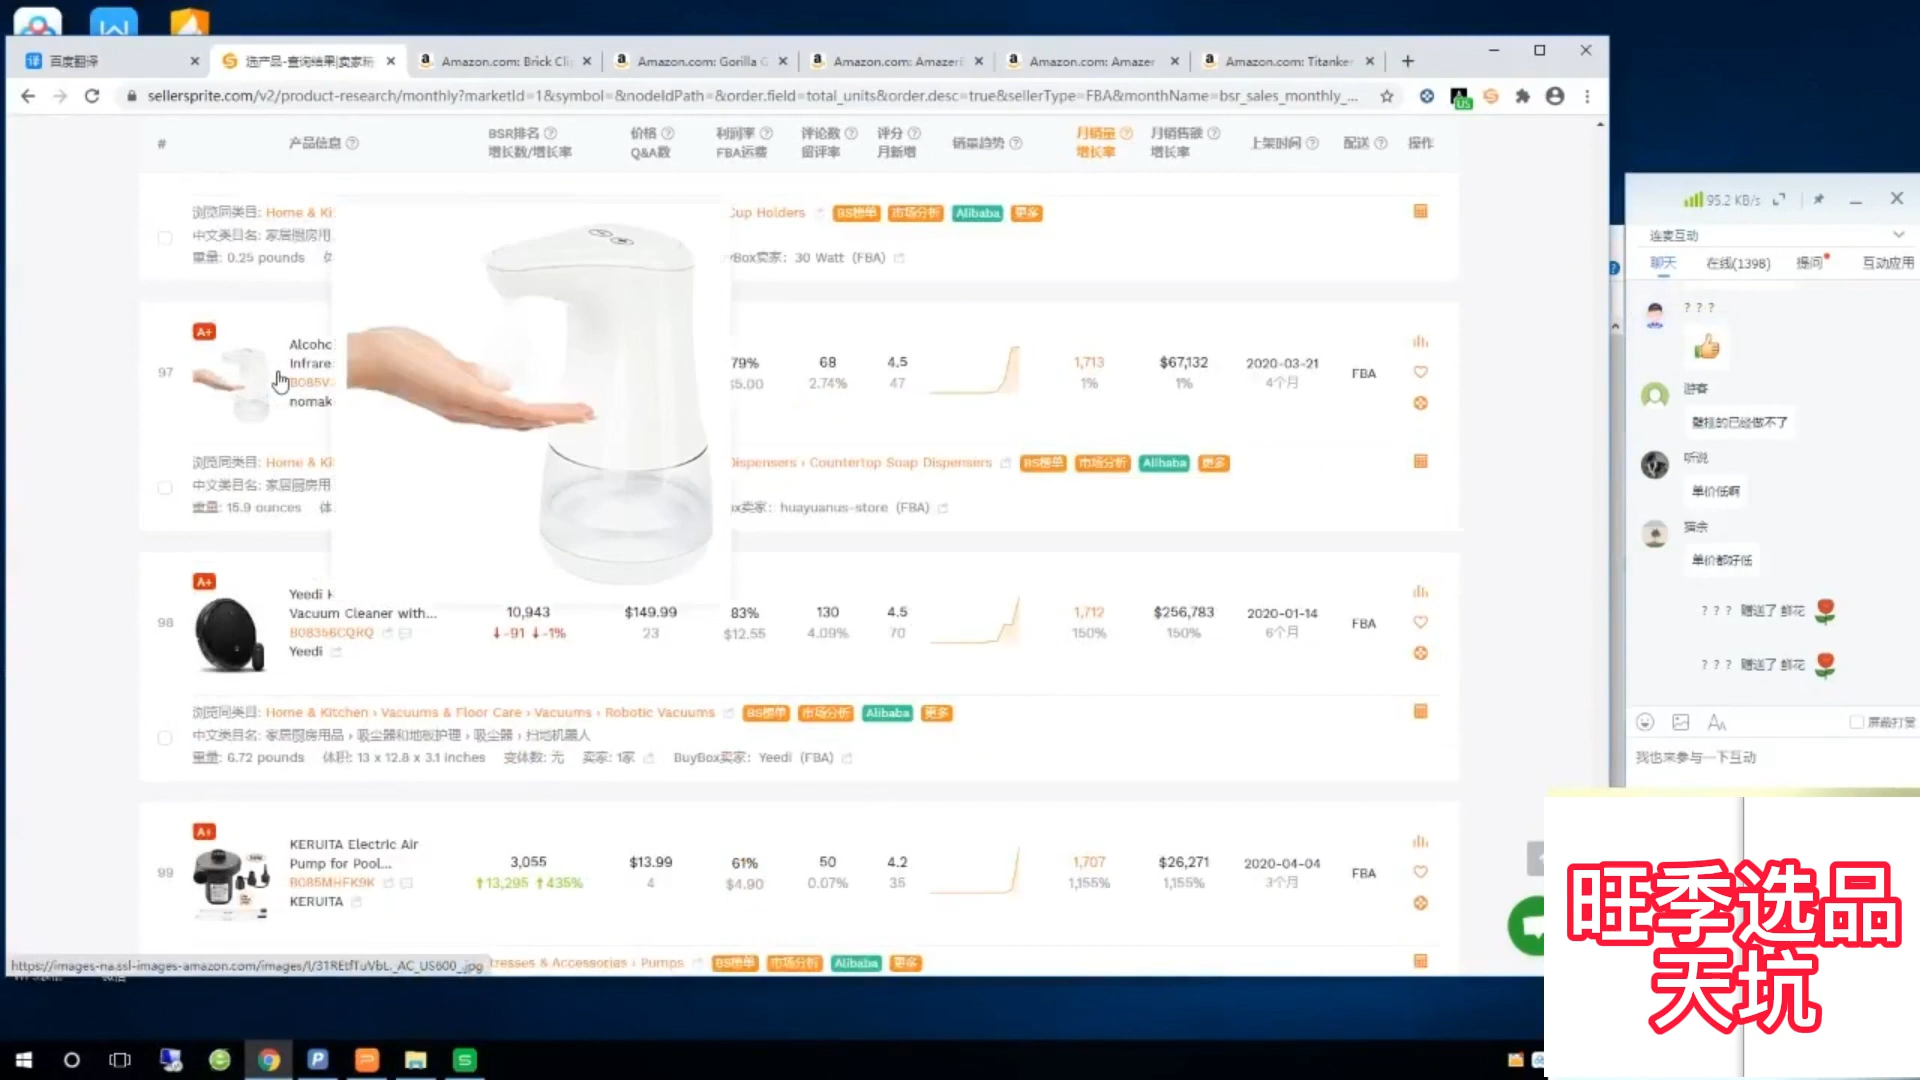 百度翻译
选产品-查询结果|卖家精
Amazon.com: Brick Cli
Amazon.com: Gorilla G
Amazon.com: Amazer
Amazon.com: Amazer
Amazon.com: Titanker
sellersprite.com/v2/product-research/monthly?marketId=1&symbol=&nodeIdPath=&order.field=total_units&order.desc=true&sellerType=FBA&monthName=bsr_sales_monthly_...
# 产品信息 BSR排名 价格 利润率 评论数 评分 销量趋势 月销量 月销售额 上架时间 配送 操作
增长数/增长率 Q&A数 FBA运费 留评率 月新增 增长率 增长率
浏览同类目: Home & Ki
Cup Holders BS榜单 市场分析 Alibaba 更多
中文类目名: 家居厨房用
重量: 0.25 pounds 体
yBox卖家: 30 Watt (FBA)
A+
97
Alcohc
Infrare
B085V
nomak
79% 68 4.5 1,713 $67,132 2020-03-21 FBA
$5.00 2.74% 47 1% 1% 4个月
浏览同类目: Home & Ki
Dispensers › Countertop Soap Dispensers BS榜单 市场分析 Alibaba 更多
中文类目名: 家居厨房用
重量: 15.9 ounces 体
ox卖家: huayuanus-store (FBA)
A+
98
Yeedi
Vacuum Cleaner with...
B08356CQRQ
Yeedi
10,943 $149.99 83% 130 4.5 1,712 $256,783 2020-01-14 FBA
↓-91 ↓-1% 23 $12.55 4.09% 70 150% 150% 6个月
浏览同类目: Home & Kitchen › Vacuums & Floor Care › Vacuums › Robotic Vacuums BS榜单 市场分析 Alibaba 更多
中文类目名: 家居厨房用品 › 吸尘器和地板护理 › 吸尘器 › 扫地机器人
重量: 6.72 pounds 体积: 13 x 12.8 x 3.1 inches 变体数: 无 卖家: 1家 BuyBox卖家: Yeedi (FBA)
A+
99
KERUITA Electric Air
Pump for Pool...
B085MHFK9K
KERUITA
3,055 $13.99 61% 50 4.2 1,707 $26,271 2020-04-04 FBA
↑13,295 ↑435% 4 $4.90 0.07% 35 1,155% 1,155% 3个月
tresses & Accessories › Pumps BS榜单 市场分析 Alibaba 更多
95.2 KB/s
连麦互动
聊天 在线(1398) 提问 互动应用
? ? ?
游春
壁挂的已经做不了
听说
单价低啊
猫余
单价都好低
? ? ? 赠送了 鲜花
? ? ? 赠送了 鲜花
屏蔽打赏
我也来参与一下互动
旺季选品
天坑